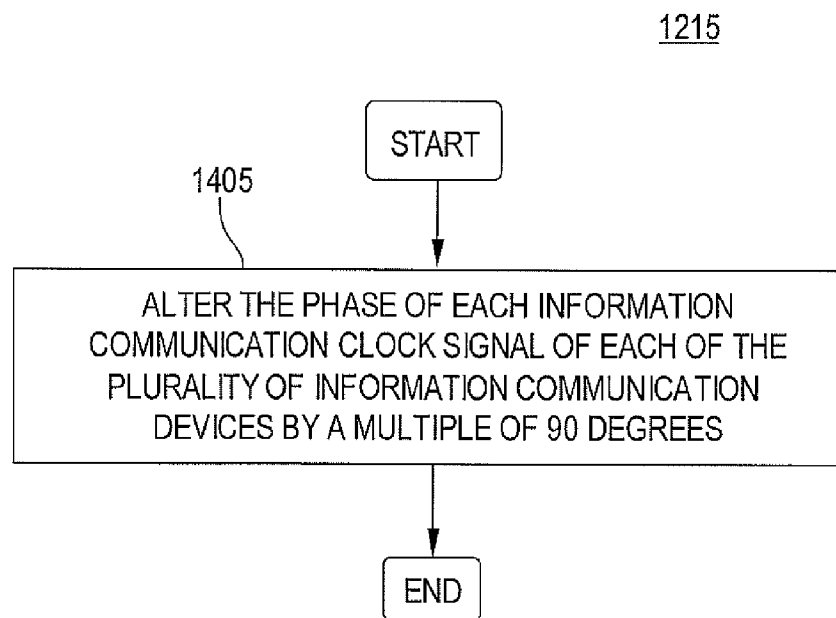 1215
START
1405
ALTER THE PHASE OF EACH INFORMATION
COMMUNICATION CLOCK SIGNAL OF EACH OF THE
PLURALITY OF INFORMATION COMMUNICATION
DEVICES BY A MULTIPLE OF 90 DEGREES
END